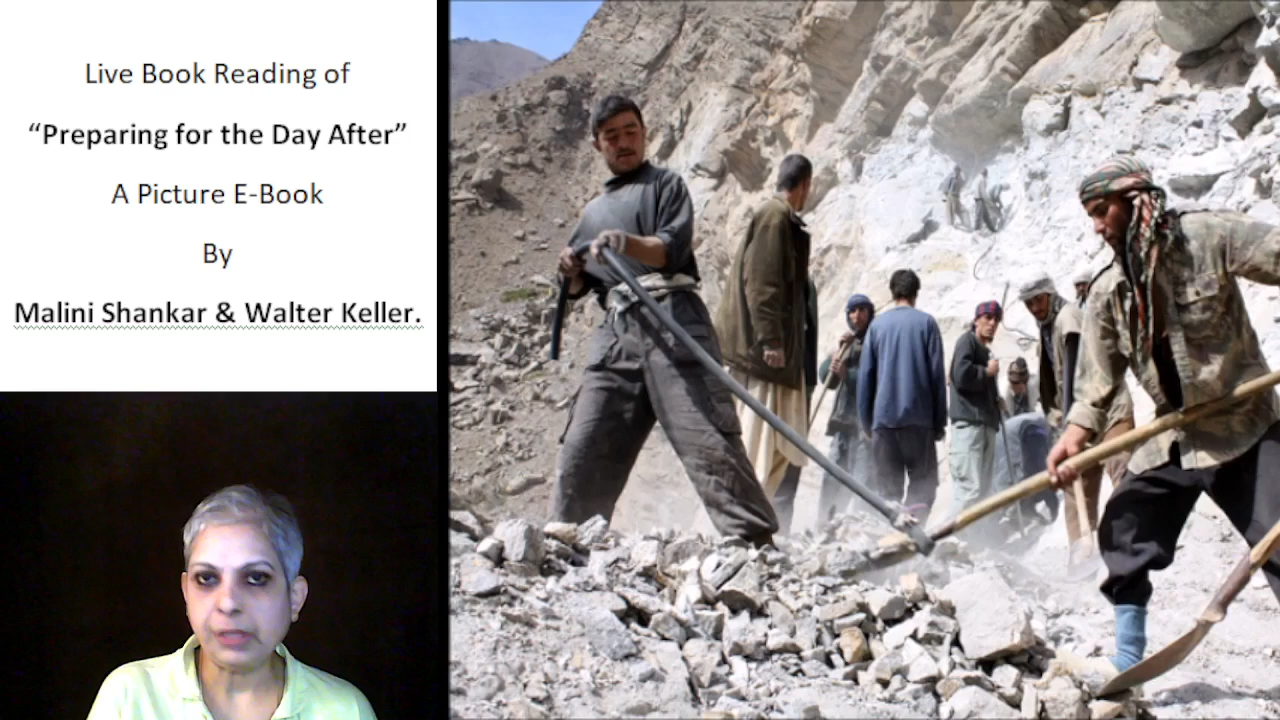 Live Book Reading of
“Preparing for the Day After”
A Picture E-Book
By
Malini Shankar & Walter Keller.